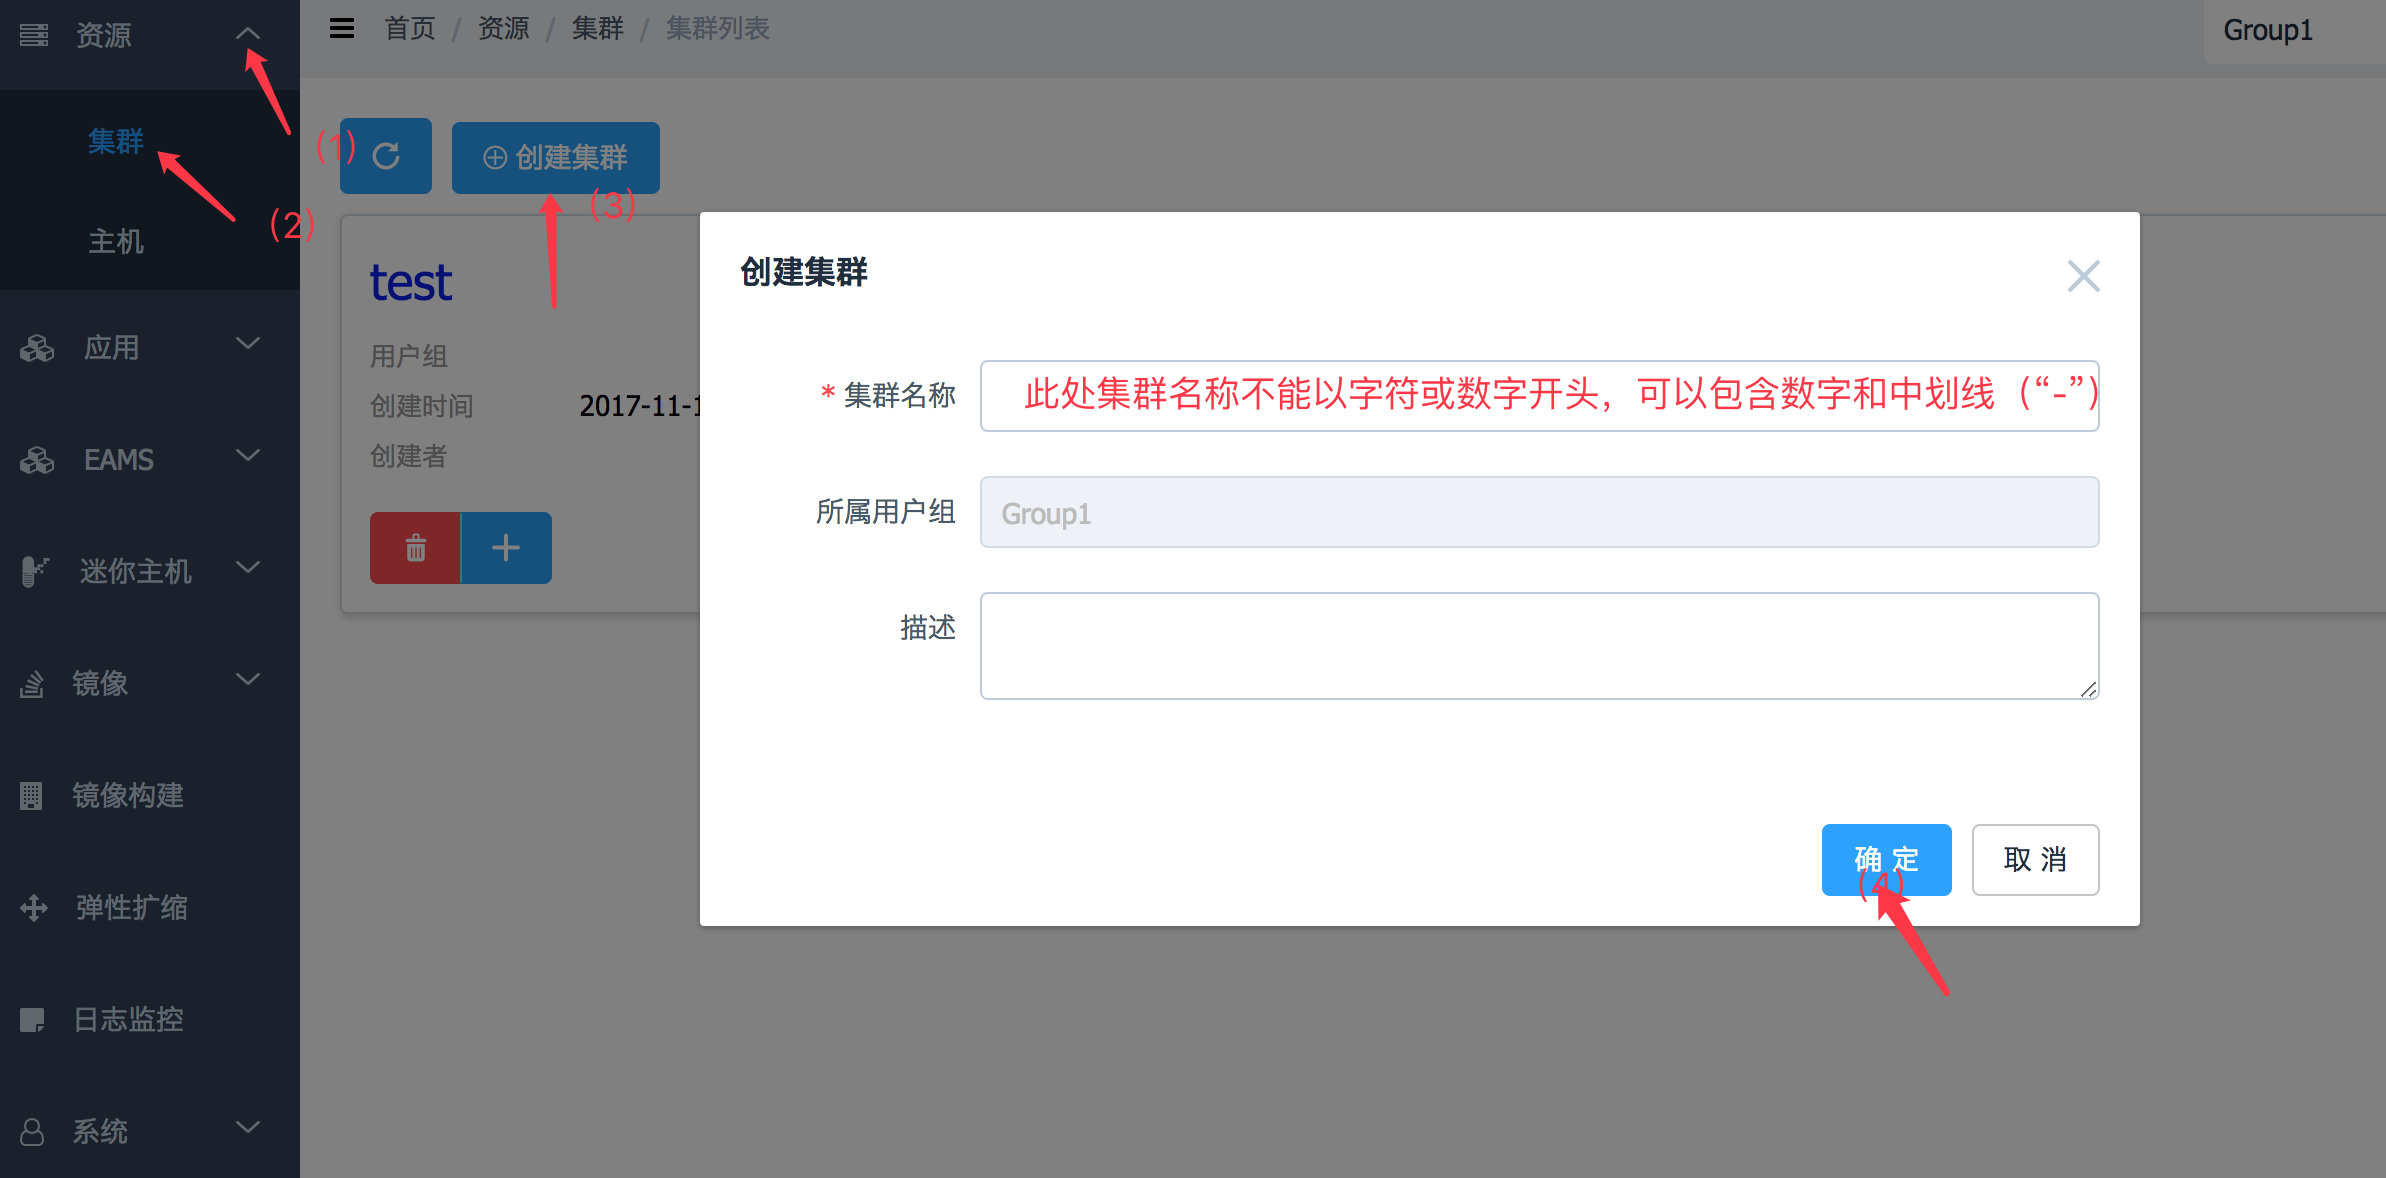 资源
首页 / 资源 / 集群 / 集群列表
Group1
集群
(1)
创建集群
(2)
(3)
主机
test
创建集群
应用
用户组
* 集群名称
此处集群名称不能以字符或数字开头，可以包含数字和中划线（“-”）
创建时间
2017-11-1
EAMS
创建者
所属用户组
Group1
迷你主机
描述
镜像
镜像构建
确 定
取 消
(4)
弹性扩缩
日志监控
系统